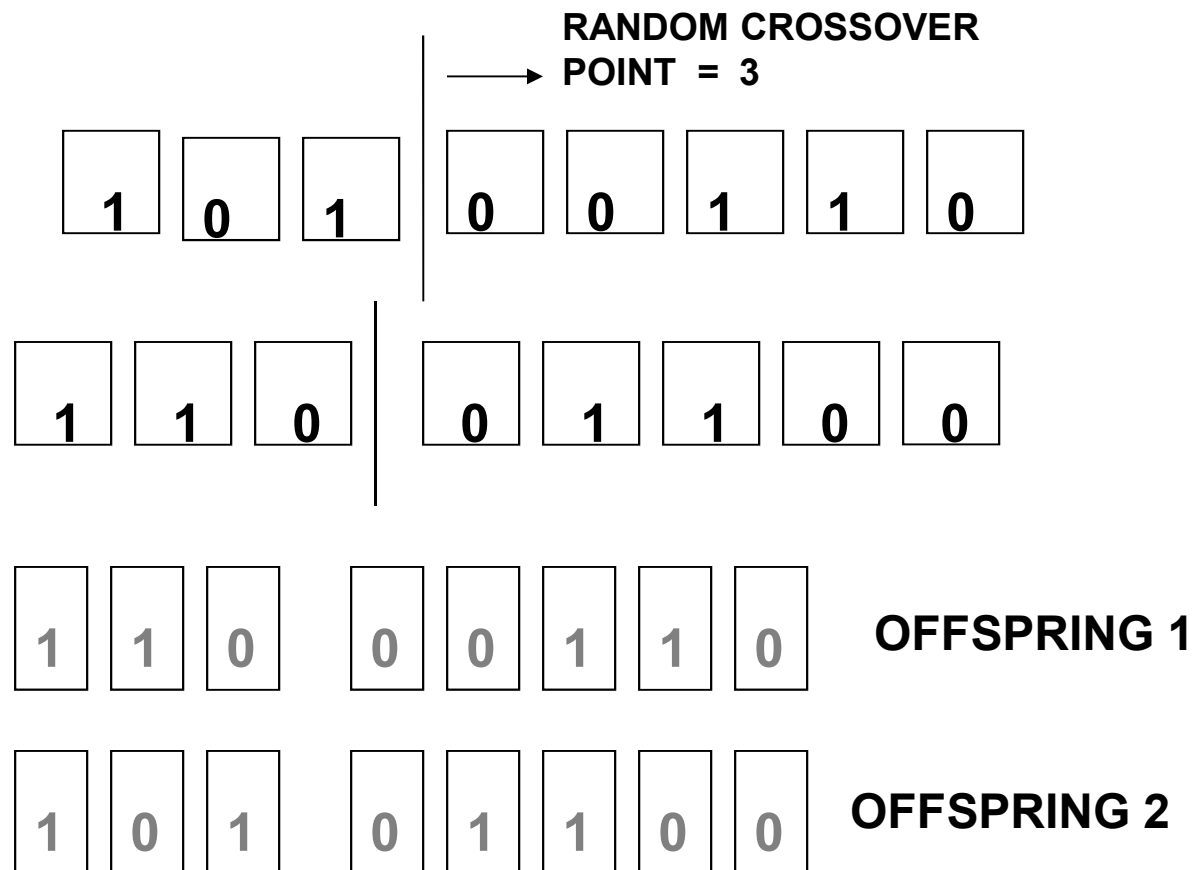 RANDOM CROSSOVER
POINT = 3
1 0 1 0 0 1 1 0
1 1 0 0 1 1 0 0
1 1 0 0 0 1 1 0 OFFSPRING 1
1 0 1 0 1 1 0 0 OFFSPRING 2